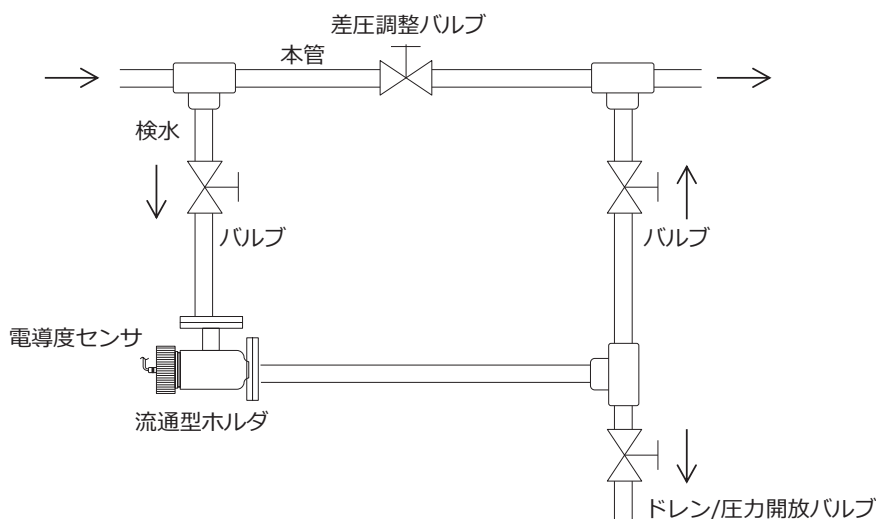 差圧調整バルブ
本管
検水
バルブ
バルブ
電導度センサ
流通型ホルダ
ドレン/圧力開放バルブ